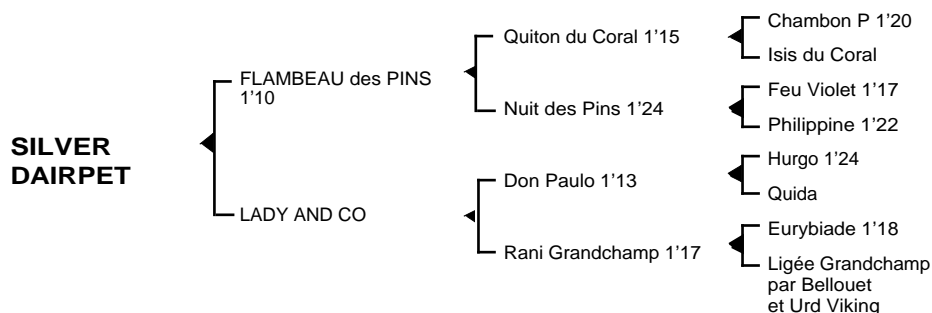 SILVER
DAIRPET
FLAMBEAU des PINS
1’10
LADY AND CO
Quiton du Coral 1’15
Nuit des Pins 1’24
Don Paulo 1’13
Rani Grandchamp 1’17
Chambon P 1’20
Isis du Coral
Feu Violet 1’17
Philippine 1’22
Hurgo 1’24
Quida
Eurybiade 1’18
Ligée Grandchamp
par Bellouet
et Urd Viking